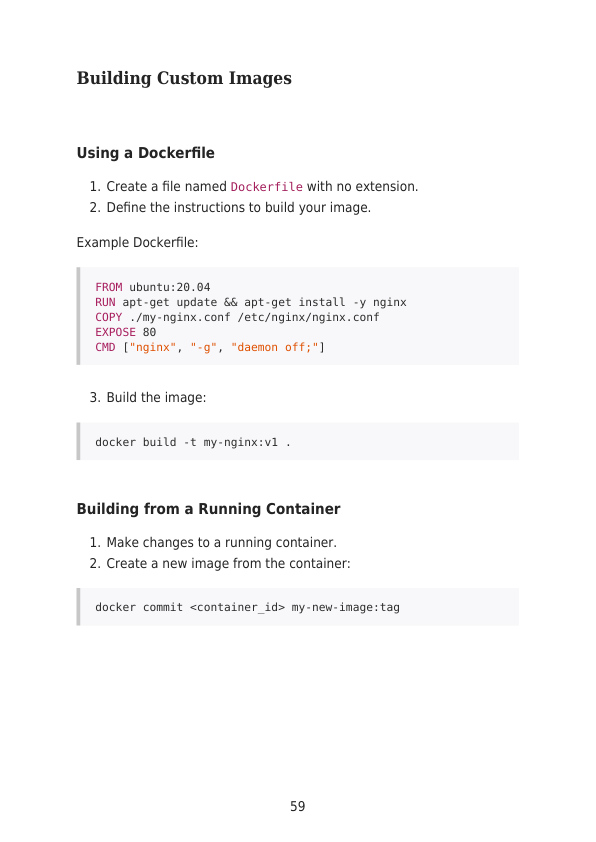 Building Custom Images
Using a Dockerfile
1. Create a file named Dockerfile with no extension.
2. Define the instructions to build your image.
Example Dockerfile:
FROM ubuntu:20.04
RUN apt-get update && apt-get install -y nginx
COPY ./my-nginx.conf /etc/nginx/nginx.conf
EXPOSE 80
CMD ["nginx", "-g", "daemon off;"]
3. Build the image:
docker build -t my-nginx:v1 .
Building from a Running Container
1. Make changes to a running container.
2. Create a new image from the container:
docker commit <container_id> my-new-image:tag
59